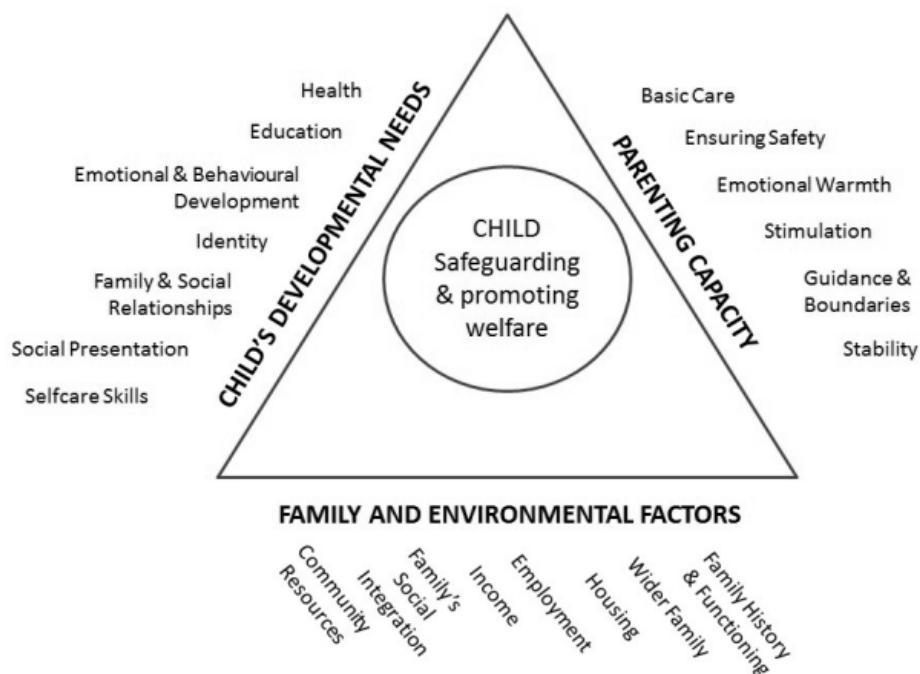 Health
Education
Emotional & Behavioural
Development
Identity
Family & Social
Relationships
Social Presentation
Selfcare Skills
CHILD'S DEVELOPMENTAL NEEDS
CHILD
Safeguarding
& promoting
welfare
PARENTING CAPACITY
Basic Care
Ensuring Safety
Emotional Warmth
Stimulation
Guidance &
Boundaries
Stability
FAMILY AND ENVIRONMENTAL FACTORS
Community
Resources
Family's
Social
Integration
Income
Employment
Housing
Wider Family
Family History
& Functioning